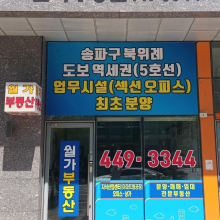 송파구 북위례
도보 역세권(5호선)
업무시설(섹션 오피스)
최초분양
월가
부동산
449·3344
월가부동산
분양·매매·임대
전문부동산